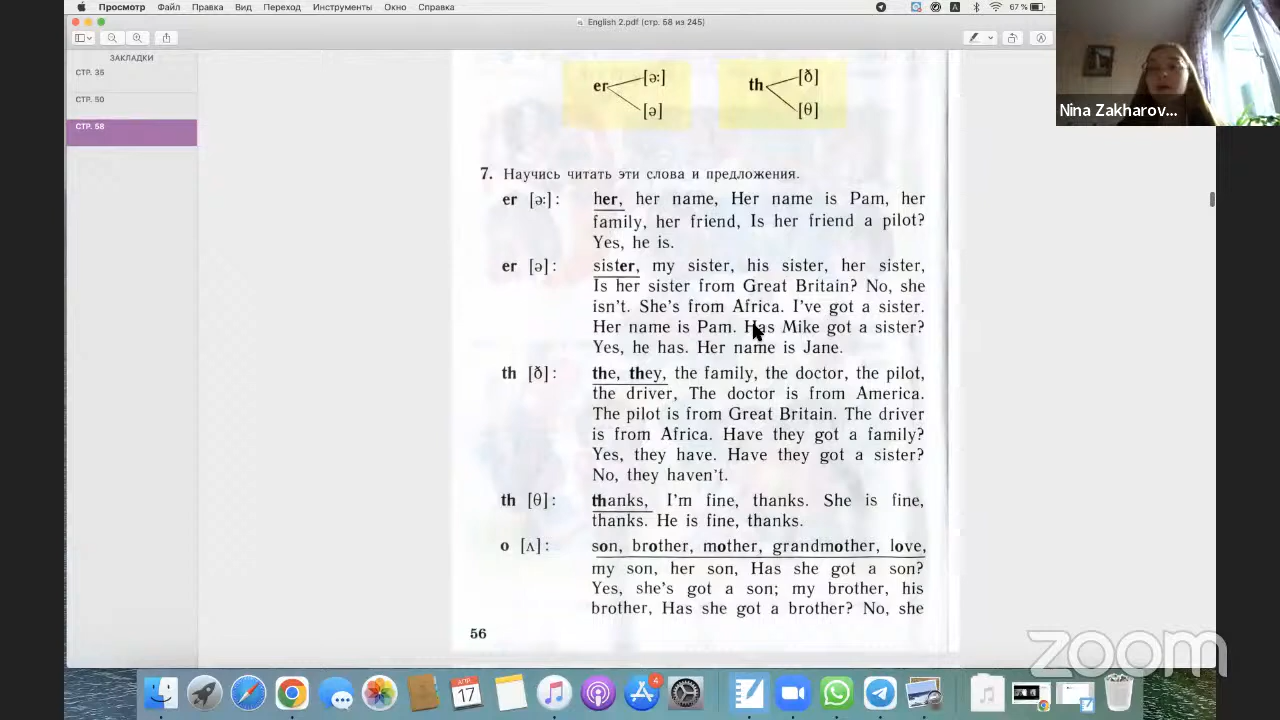 Просмотр Файл Правка Вид Переход Инструменты Окно Справка 67 %
English 2.pdf (стр. 58 из 245)
ЗАКЛАДКИ
СТР. 35
СТР. 50
СТР. 58
er [ə:] [ə]
th [ð] [θ]
Nina Zakharov...
7. Научись читать эти слова и предложения.
er [ə:]: her, her name, Her name is Pam, her
family, her friend, Is her friend a pilot?
Yes, he is.
er [ə]: sister, my sister, his sister, her sister,
Is her sister from Great Britain? No, she
isn't. She's from Africa. I've got a sister.
Her name is Pam. Has Mike got a sister?
Yes, he has. Her name is Jane.
th [ð]: the, they, the family, the doctor, the pilot,
the driver, The doctor is from America.
The pilot is from Great Britain. The driver
is from Africa. Have they got a family?
Yes, they have. Have they got a sister?
No, they haven't.
th [θ]: thanks, I'm fine, thanks. She is fine,
thanks. He is fine, thanks.
o [ʌ]: son, brother, mother, grandmother, love,
my son, her son, Has she got a son?
Yes, she's got a son; my brother, his
brother, Has she got a brother? No, she
56
zoom
АПР
17
4